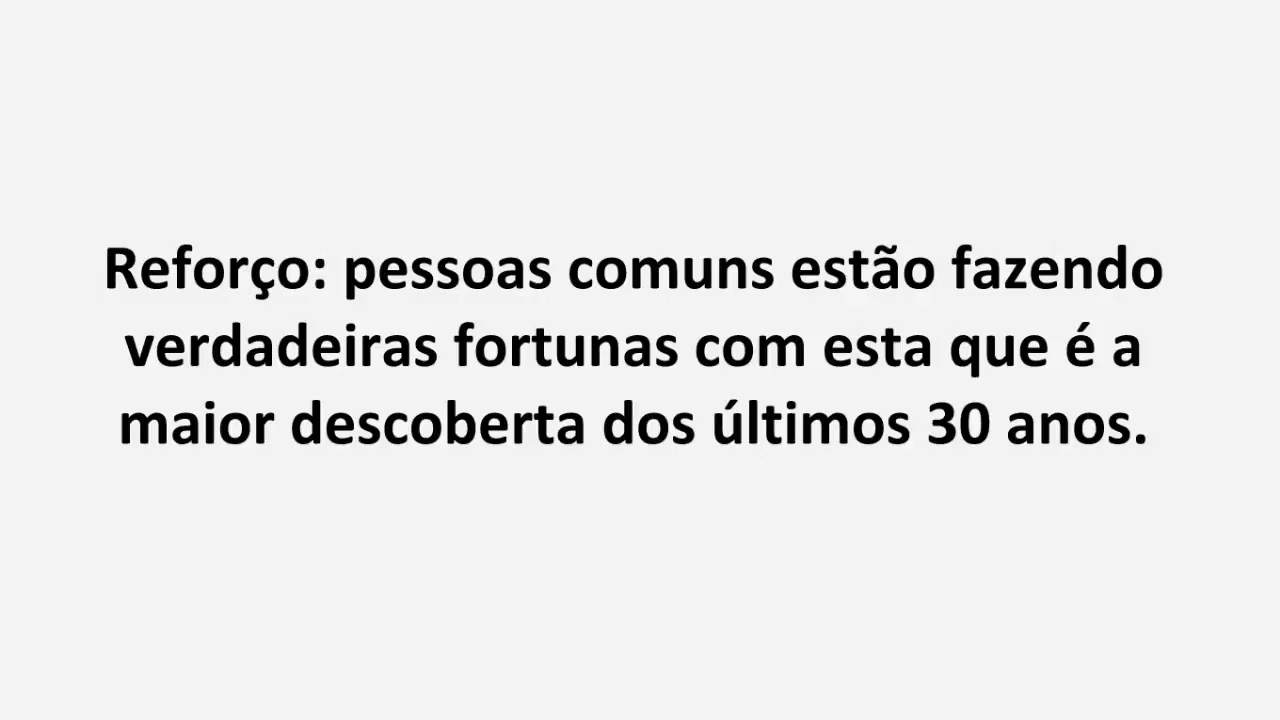 Reforço: pessoas comuns estão fazendo
verdadeiras fortunas com esta que é a
maior descoberta dos últimos 30 anos.